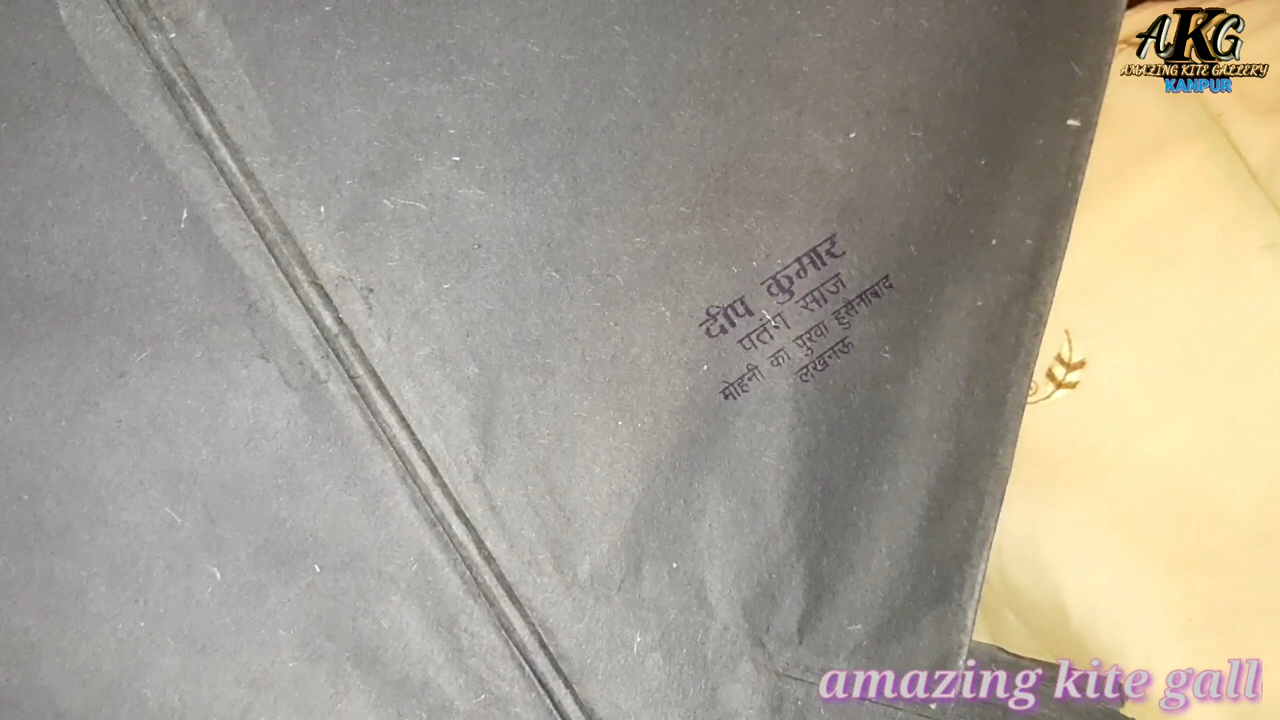 AKG
AMAZING KITE GALLERY
KANPUR
दीप कुमार
पतंग साज
मोहनी का पुरवा हुसैनाबाद
लखनऊ
amazing kite gall